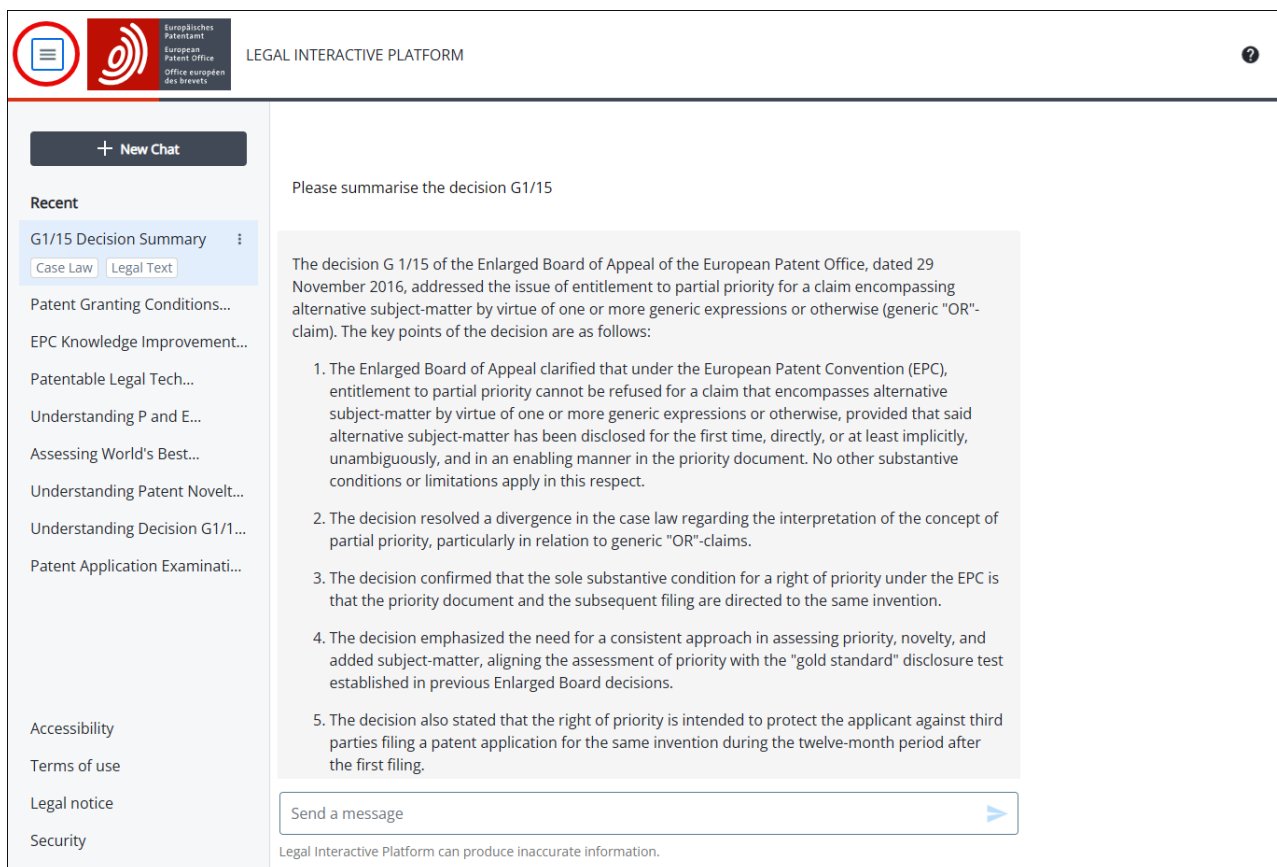 Europäisches
Patentamt
European
Patent Office
Office européen
des brevets
LEGAL INTERACTIVE PLATFORM
?
+ New Chat
Recent
G1/15 Decision Summary
Case Law Legal Text
Patent Granting Conditions...
EPC Knowledge Improvement...
Patentable Legal Tech...
Understanding P and E...
Assessing World's Best...
Understanding Patent Novelt...
Understanding Decision G1/1...
Patent Application Examinati...
Accessibility
Terms of use
Legal notice
Security
Please summarise the decision G1/15
The decision G 1/15 of the Enlarged Board of Appeal of the European Patent Office, dated 29
November 2016, addressed the issue of entitlement to partial priority for a claim encompassing
alternative subject-matter by virtue of one or more generic expressions or otherwise (generic "OR"-
claim). The key points of the decision are as follows:
1. The Enlarged Board of Appeal clarified that under the European Patent Convention (EPC),
entitlement to partial priority cannot be refused for a claim that encompasses alternative
subject-matter by virtue of one or more generic expressions or otherwise, provided that said
alternative subject-matter has been disclosed for the first time, directly, or at least implicitly,
unambiguously, and in an enabling manner in the priority document. No other substantive
conditions or limitations apply in this respect.
2. The decision resolved a divergence in the case law regarding the interpretation of the concept of
partial priority, particularly in relation to generic "OR"-claims.
3. The decision confirmed that the sole substantive condition for a right of priority under the EPC is
that the priority document and the subsequent filing are directed to the same invention.
4. The decision emphasized the need for a consistent approach in assessing priority, novelty, and
added subject-matter, aligning the assessment of priority with the "gold standard" disclosure test
established in previous Enlarged Board decisions.
5. The decision also stated that the right of priority is intended to protect the applicant against third
parties filing a patent application for the same invention during the twelve-month period after
the first filing.
Send a message
Legal Interactive Platform can produce inaccurate information.